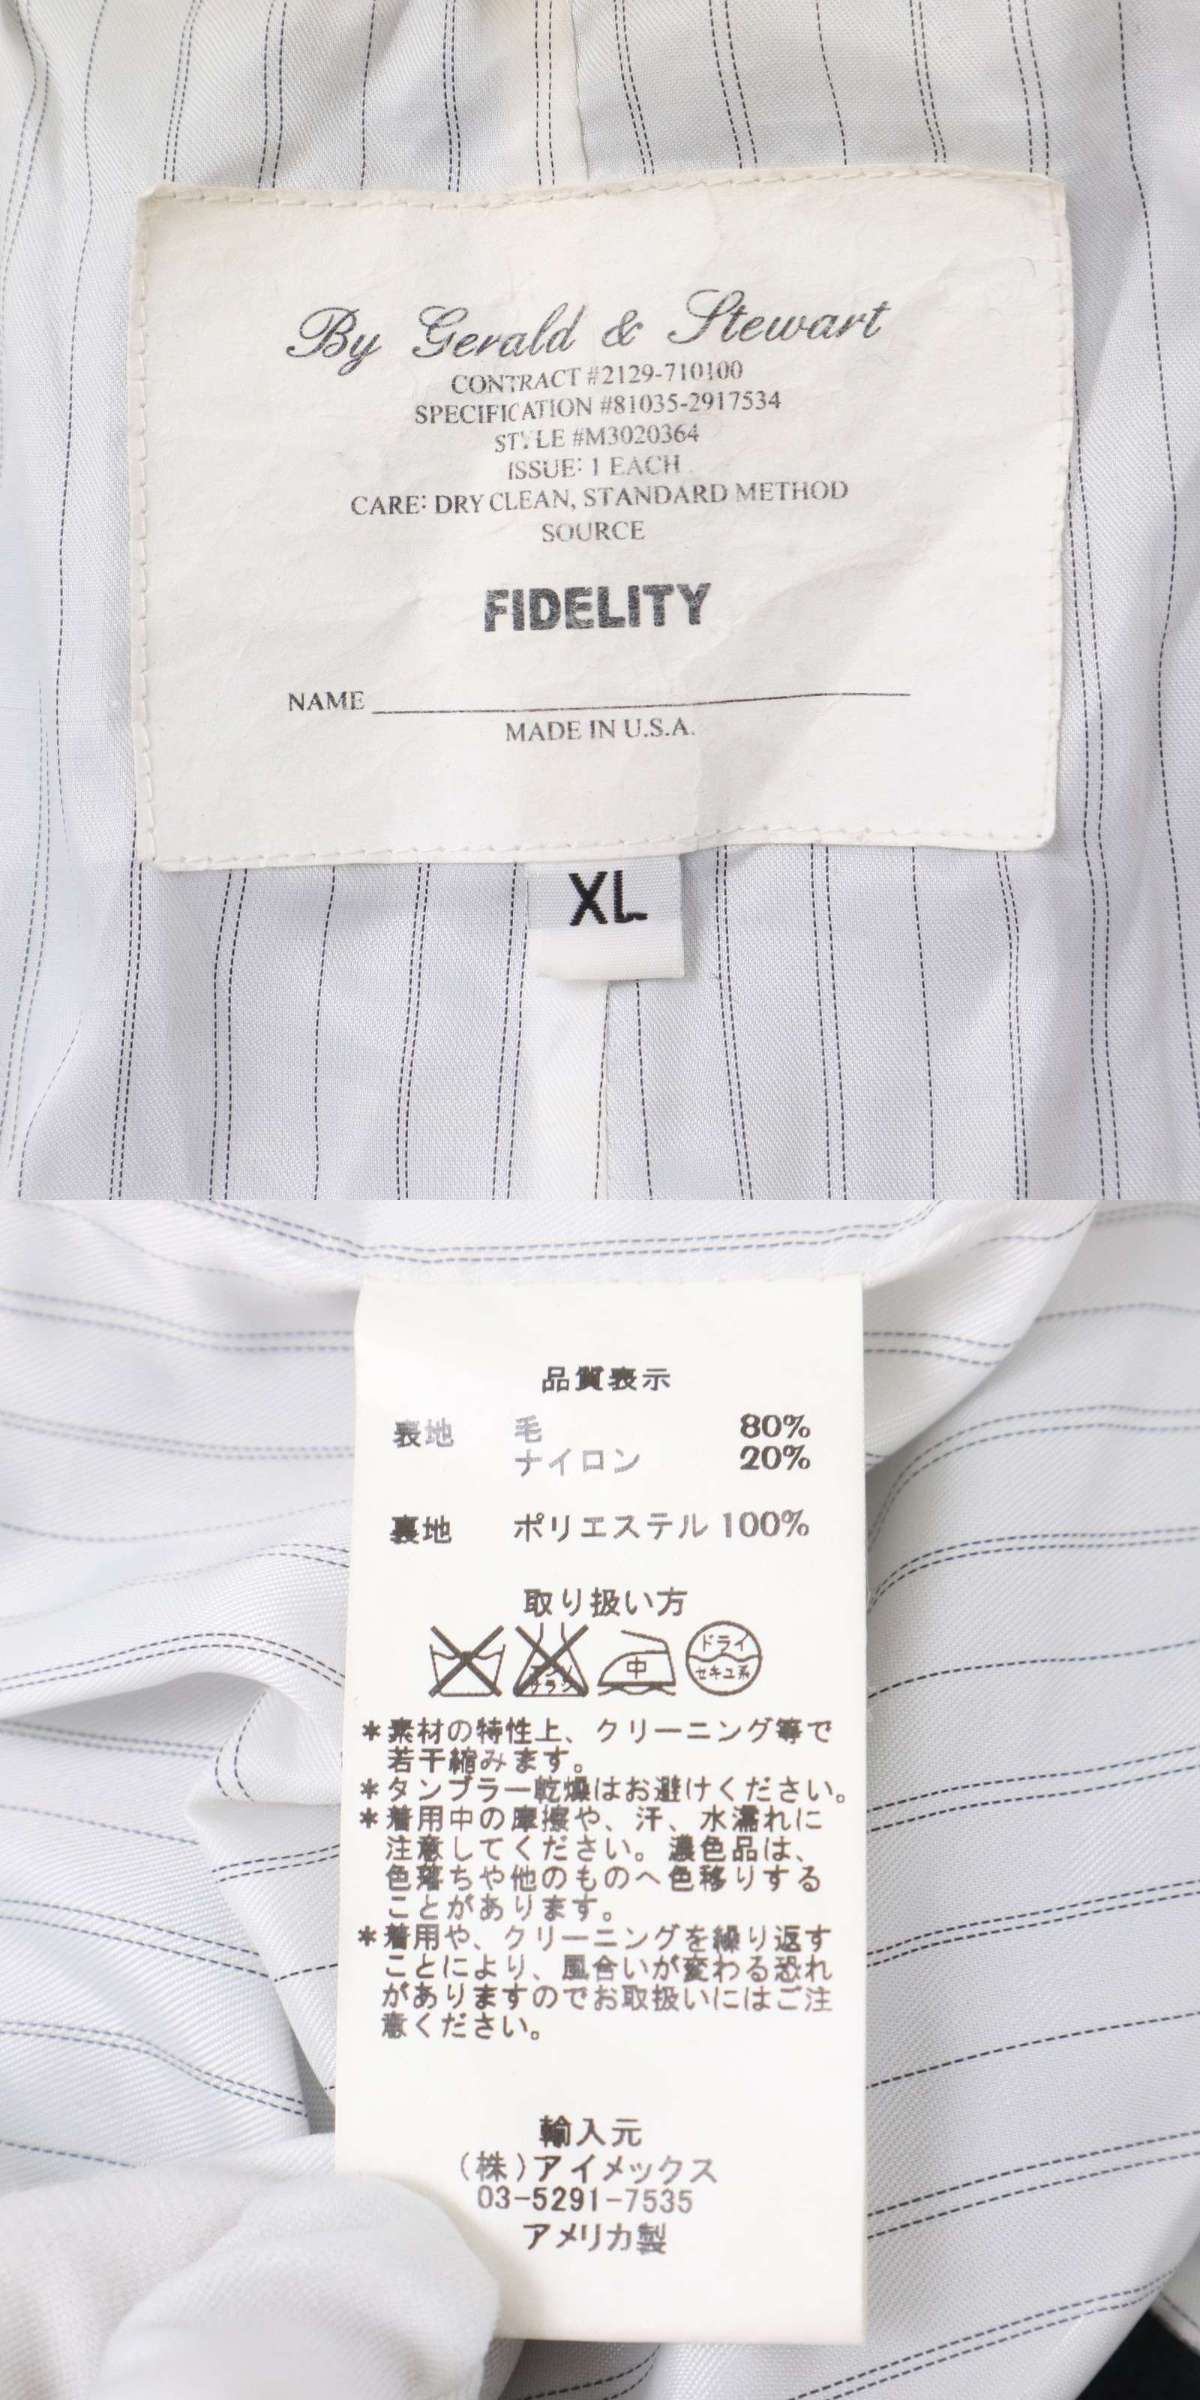 By Gerald & Stewart
CONTRACT #2129-710100
SPECIFICATION #81035-2917534
STYLE #M3020364
ISSUE: 1 EACH
CARE: DRY CLEAN, STANDARD METHOD
SOURCE
FIDELITY
NAME
MADE IN U.S.A.
XL
品質表示
表地 毛 80%
ナイロン 20%
裏地 ポリエステル 100%
取り扱い方
エンソ サラシ 中 ドライ セキユ系
*素材の特性上、クリーニング等で
若干縮みます。
*タンブラー乾燥はお避けください。
*着用中の摩擦や、汗、水濡れに
注意してください。濃色品は、
色落ちや他のものへ色移りする
ことがあります。
*着用や、クリーニングを繰り返す
ことにより、風合いが変わる恐れ
がありますのでお取扱いにはご注
意ください。
輸入元
(株)アイメックス
03-5291-7535
アメリカ製